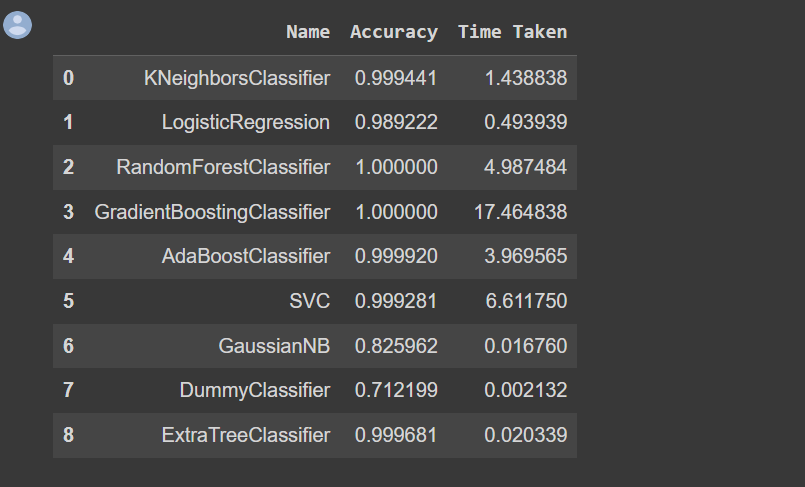 Name Accuracy Time Taken
0 KNeighborsClassifier 0.999441 1.438838
1 LogisticRegression 0.989222 0.493939
2 RandomForestClassifier 1.000000 4.987484
3 GradientBoostingClassifier 1.000000 17.464838
4 AdaBoostClassifier 0.999920 3.969565
5 SVC 0.999281 6.611750
6 GaussianNB 0.825962 0.016760
7 DummyClassifier 0.712199 0.002132
8 ExtraTreeClassifier 0.999681 0.020339